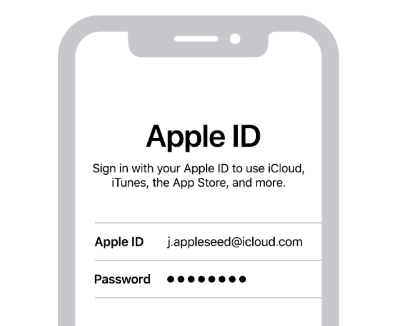 Apple ID
Sign in with your Apple ID to use iCloud,
iTunes, the App Store, and more.
Apple ID j.appleseed@icloud.com
Password ●●●●●●●●